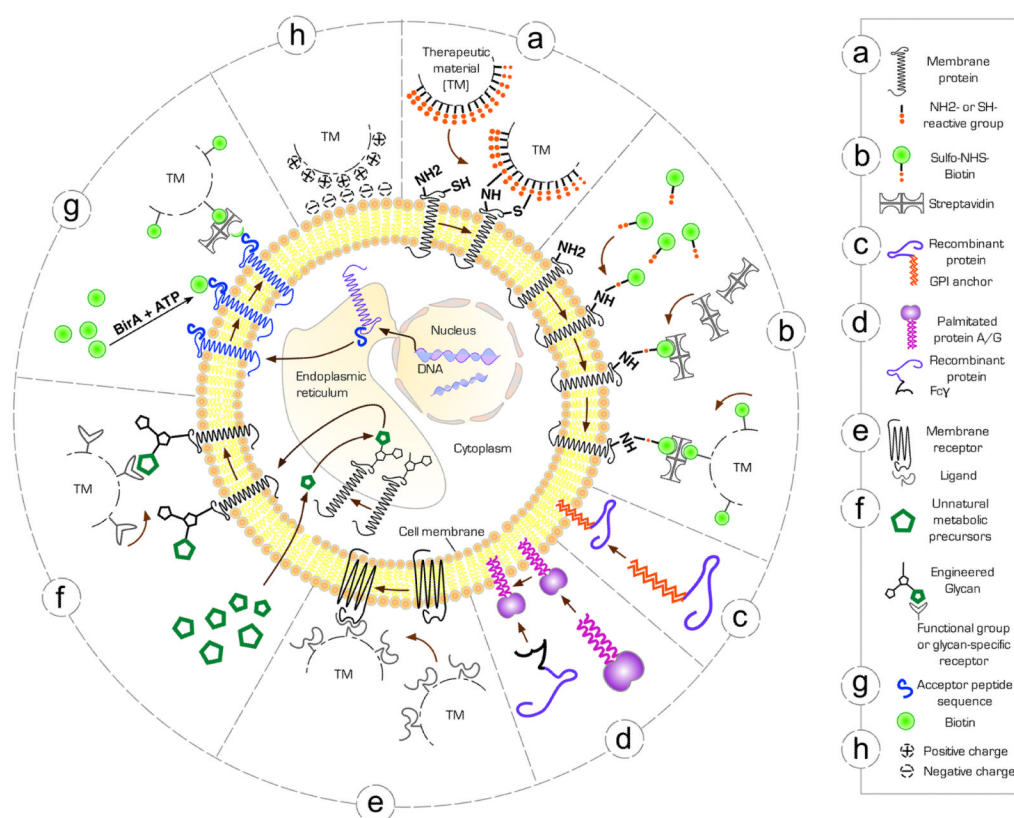 h
a
Therapeutic
material
(TM)
TM
NH2
SH
TM
NH
S
g
TM
BirA + ATP
NH2
NH
NH
NH
TM
b
Nucleus
DNA
Endoplasmic
reticulum
Cytoplasm
Cell membrane
TM
f
TM
TM
e
d
c
a
Membrane
protein
NH2- or SH-
reactive group
b
Sulfo-NHS-
Biotin
Streptavidin
c
Recombinant
protein
GPI anchor
d
Palmitated
protein A/G
Recombinant
protein
Fcγ
e
Membrane
receptor
Ligand
f
Unnatural
metabolic
precursors
Engineered
Glycan
Functional group
or glycan-specific
receptor
g
Acceptor peptide
sequence
Biotin
h
Positive charge
Negative charge